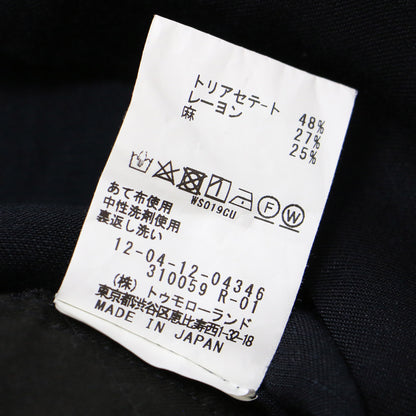 トリアセテート 48%
レーヨン 27%
麻 25%
F W
WS019CU
あて布使用
中性洗剤使用
裏返し洗い
12-04-12-04346
310059 R-01
(株) トゥモローランド
東京都渋谷区恵比寿西1-32-18
MADE IN JAPAN